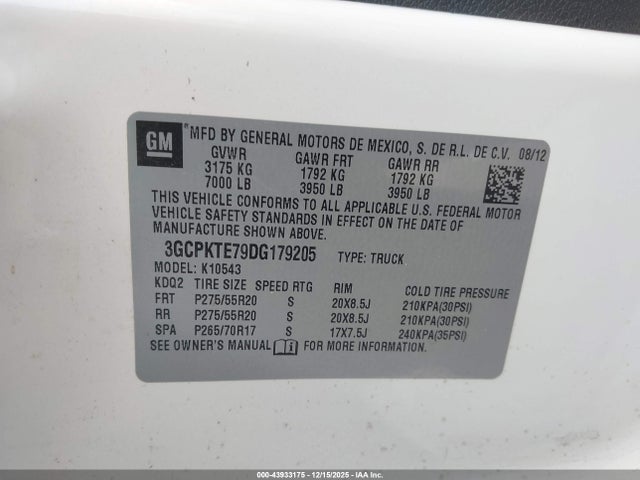 GM
MFD BY GENERAL MOTORS DE MEXICO, S. DE R.L. DE C.V. 08/12
GVWR GAWR FRT GAWR RR
3175 KG 1792 KG 1792 KG
7000 LB 3950 LB 3950 LB
THIS VEHICLE CONFORMS TO ALL APPLICABLE U.S. FEDERAL MOTOR
VEHICLE SAFETY STANDARDS IN EFFECT ON THE DATE OF
MANUFACTURE SHOWN ABOVE.
3GCPKTE79DG179205 TYPE: TRUCK
MODEL: K10543
KDQ2 TIRE SIZE SPEED RTG RIM COLD TIRE PRESSURE
FRT P275/55R20 S 20X8.5J 210KPA(30PSI)
RR P275/55R20 S 20X8.5J 210KPA(30PSI)
SPA P265/70R17 S 17X7.5J 240KPA(35PSI)
SEE OWNER'S MANUAL FOR MORE INFORMATION.
000-43933175 - 12/15/2025 - IAAI.COM